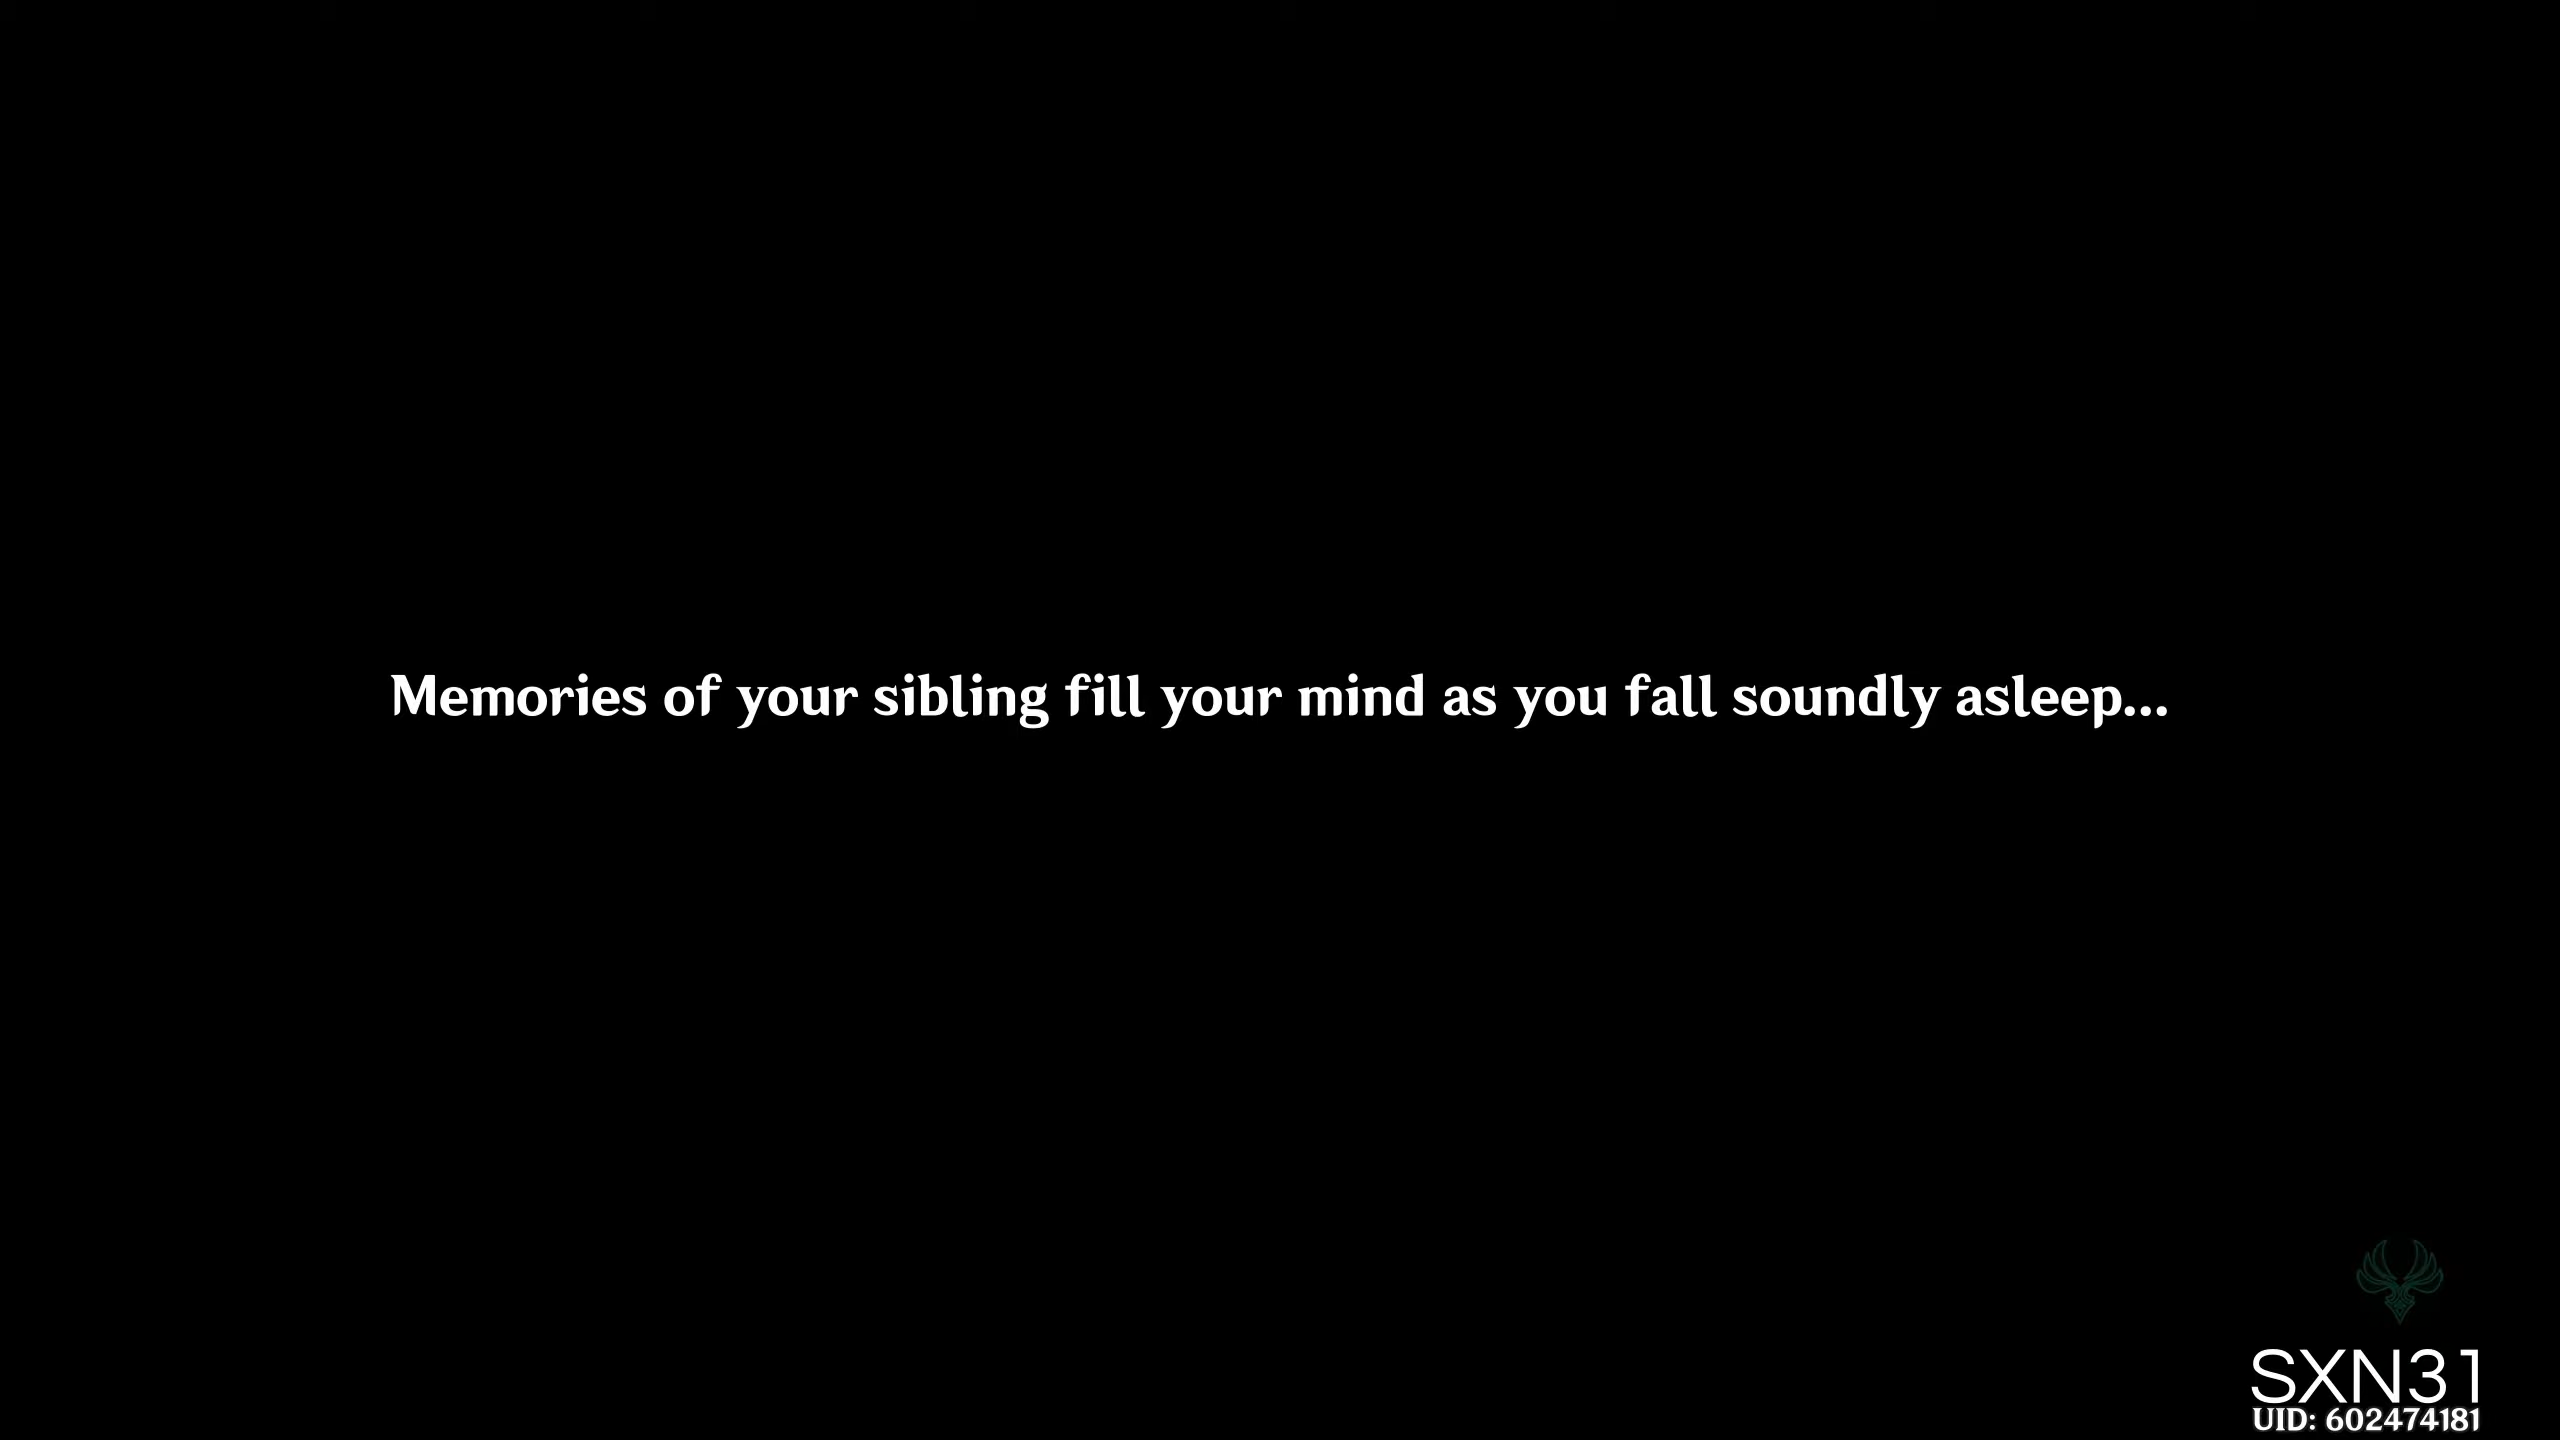 Memories of your sibling fill your mind as you fall soundly asleep...
SXN31
UID: 602474181